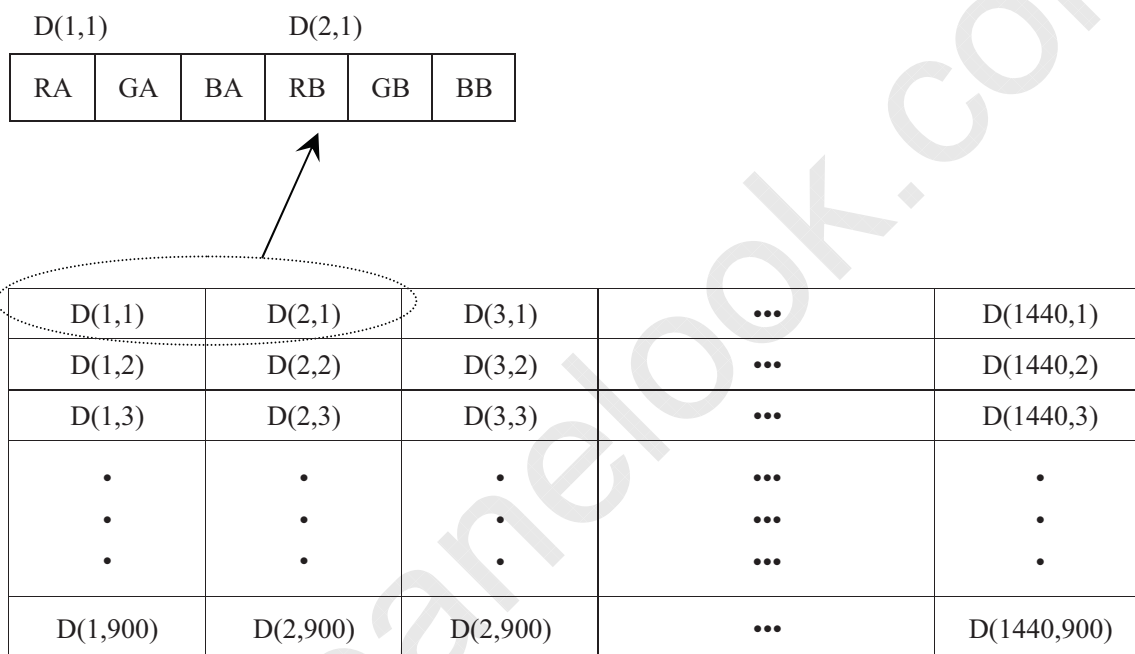 D(1,1) D(2,1)
RA GA BA RB GB BB
D(1,1) D(2,1) D(3,1) ••• D(1440,1)
D(1,2) D(2,2) D(3,2) ••• D(1440,2)
D(1,3) D(2,3) D(3,3) ••• D(1440,3)
• • • ••• •
• • • ••• •
• • • ••• •
D(1,900) D(2,900) D(2,900) ••• D(1440,900)
anelook.co